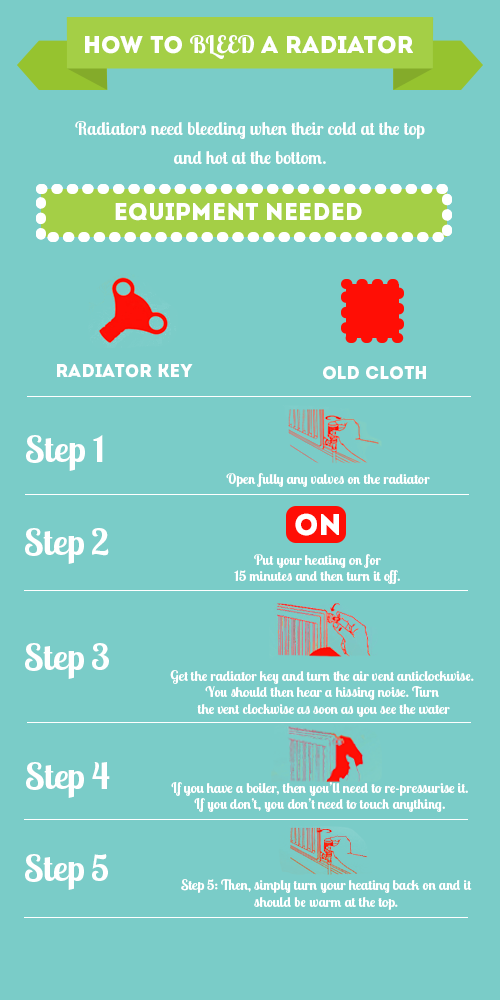 HOW TO BLEED A RADIATOR
Radiators need bleeding when their cold at the top
and hot at the bottom.
EQUIPMENT NEEDED
RADIATOR KEY
OLD CLOTH
Step 1
Open fully any valves on the radiator
Step 2
ON
Put your heating on for
15 minutes and then turn it off.
Step 3
Get the radiator key and turn the air vent anticlockwise.
You should then hear a hissing noise. Turn
the vent clockwise as soon as you see the water
Step 4
If you have a boiler, then you'll need to re-pressurise it.
If you don't, you don't need to touch anything.
Step 5
Step 5: Then, simply turn your heating back on and it
should be warm at the top.